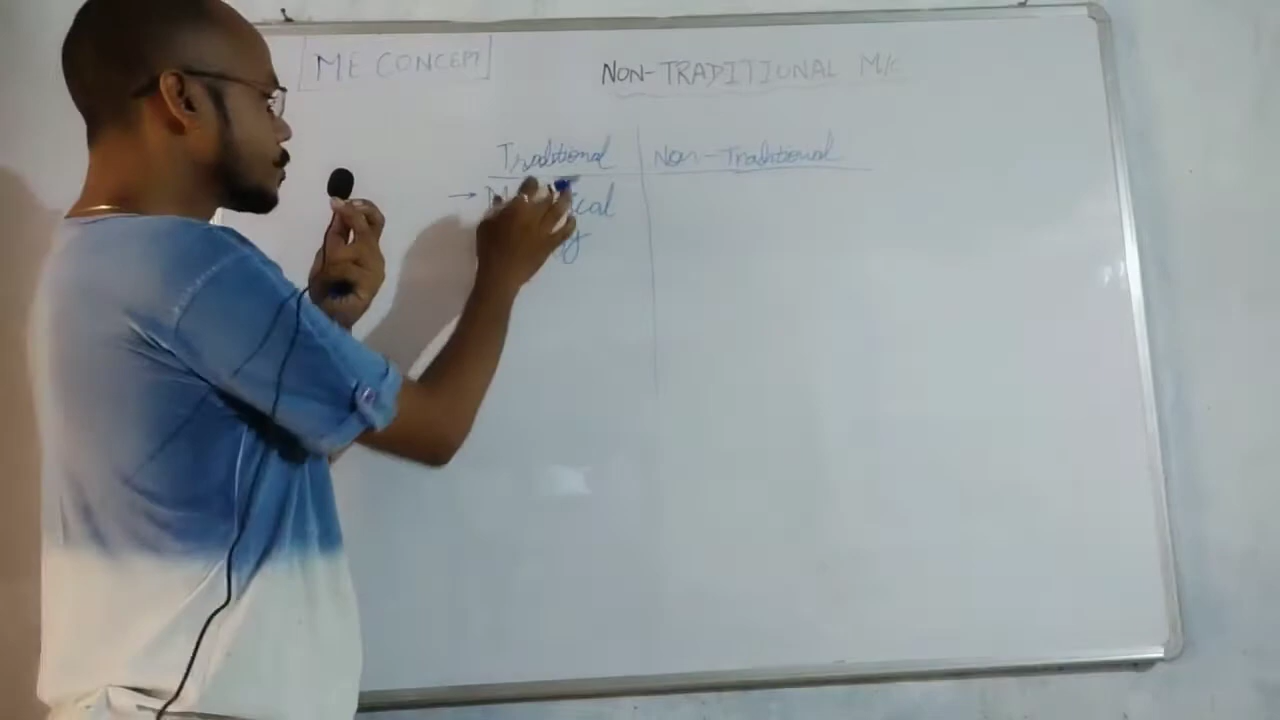 ME CONCEPT
NON-TRADITIONAL M/C
Traditional
Non-Traditional
→